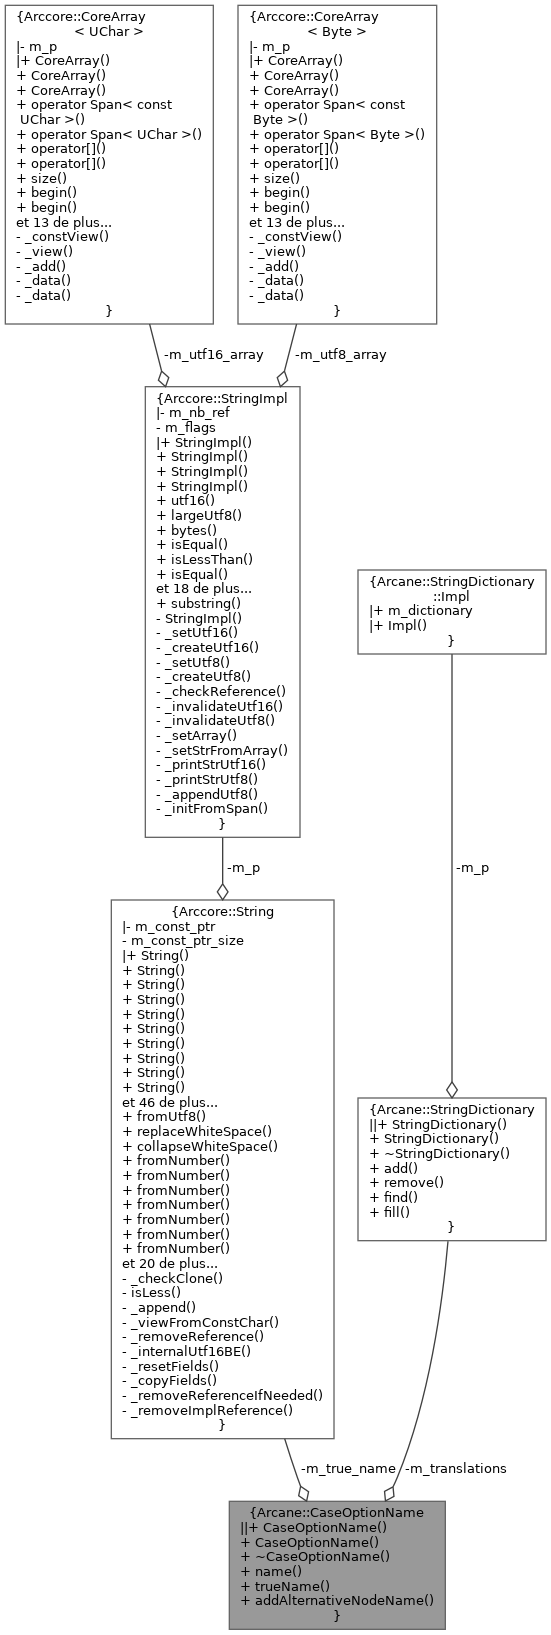 {Arccore::CoreArray
< UChar >
|- m_p
|+ CoreArray()
+ CoreArray()
+ CoreArray()
+ operator Span< const
UChar >()
+ operator Span< UChar >()
+ operator[]()
+ operator[]()
+ size()
+ begin()
+ begin()
et 13 de plus...
- _constView()
- _view()
- _add()
- _data()
- _data()
}
{Arccore::CoreArray
< Byte >
|- m_p
|+ CoreArray()
+ CoreArray()
+ CoreArray()
+ operator Span< const
Byte >()
+ operator Span< Byte >()
+ operator[]()
+ operator[]()
+ size()
+ begin()
+ begin()
et 13 de plus...
- _constView()
- _view()
- _add()
- _data()
- _data()
}
-m_utf16_array
-m_utf8_array
{Arccore::StringImpl
|- m_nb_ref
- m_flags
|+ StringImpl()
+ StringImpl()
+ StringImpl()
+ StringImpl()
+ utf16()
+ largeUtf8()
+ bytes()
+ isEqual()
+ isLessThan()
+ isEqual()
et 18 de plus...
+ substring()
- StringImpl()
- _setUtf16()
- _createUtf16()
- _setUtf8()
- _createUtf8()
- _checkReference()
- _invalidateUtf16()
- _invalidateUtf8()
- _setArray()
- _setStrFromArray()
- _printStrUtf16()
- _printStrUtf8()
- _appendUtf8()
- _initFromSpan()
}
{Arcane::StringDictionary
::Impl
|+ m_dictionary
|+ Impl()
}
-m_p
-m_p
{Arccore::String
|- m_const_ptr
- m_const_ptr_size
|+ String()
+ String()
+ String()
+ String()
+ String()
+ String()
+ String()
+ String()
+ String()
+ String()
et 46 de plus...
+ fromUtf8()
+ replaceWhiteSpace()
+ collapseWhiteSpace()
+ fromNumber()
+ fromNumber()
+ fromNumber()
+ fromNumber()
+ fromNumber()
+ fromNumber()
+ fromNumber()
et 20 de plus...
- _checkClone()
- isLess()
- _append()
- _viewFromConstChar()
- _removeReference()
- _internalUtf16BE()
- _resetFields()
- _copyFields()
- _removeReferenceIfNeeded()
- _removeImplReference()
}
{Arcane::StringDictionary
||+ StringDictionary()
+ StringDictionary()
+ ~StringDictionary()
+ add()
+ remove()
+ find()
+ fill()
}
-m_true_name
-m_translations
{Arcane::CaseOptionName
||+ CaseOptionName()
+ CaseOptionName()
+ ~CaseOptionName()
+ name()
+ trueName()
+ addAlternativeNodeName()
}